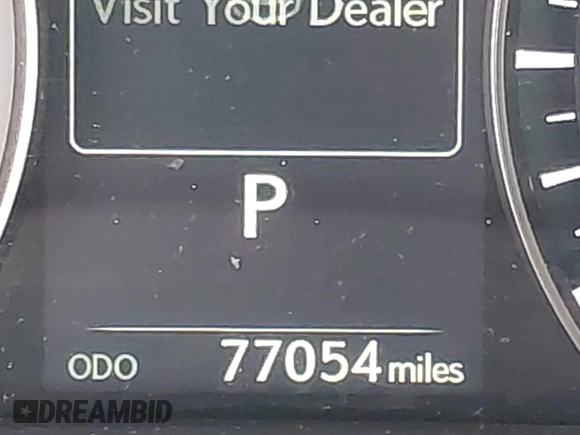 Visit Your Dealer
P
ODO 77054 miles
DREAMBID